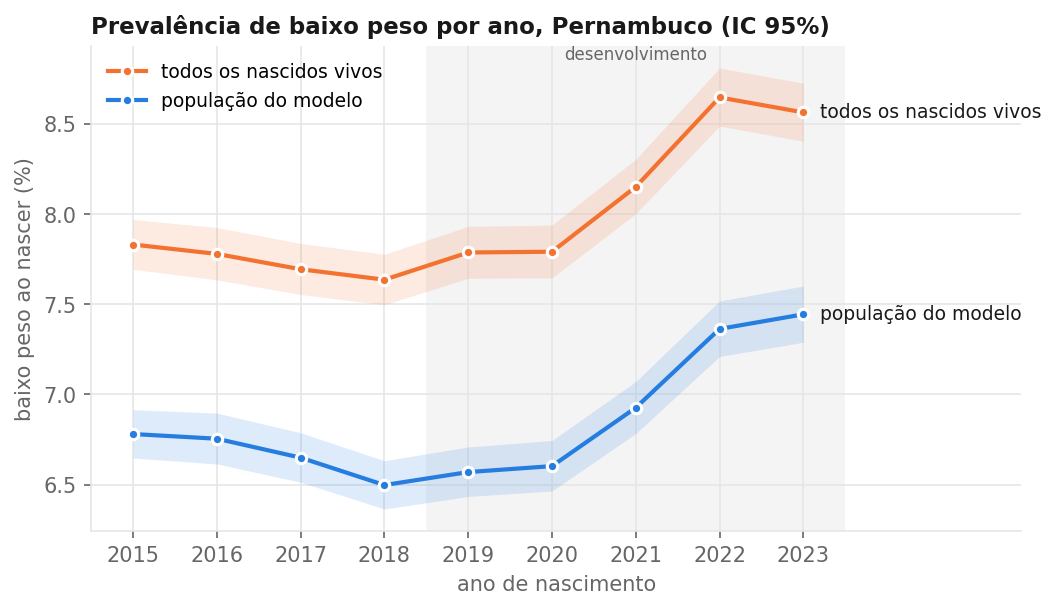 Prevalência de baixo peso por ano, Pernambuco (IC 95%)
desenvolvimento
todos os nascidos vivos
população do modelo
todos os nascidos vivos
população do modelo
baixo peso ao nascer (%)
8.5
8.0
7.5
7.0
6.5
2015 2016 2017 2018 2019 2020 2021 2022 2023
ano de nascimento